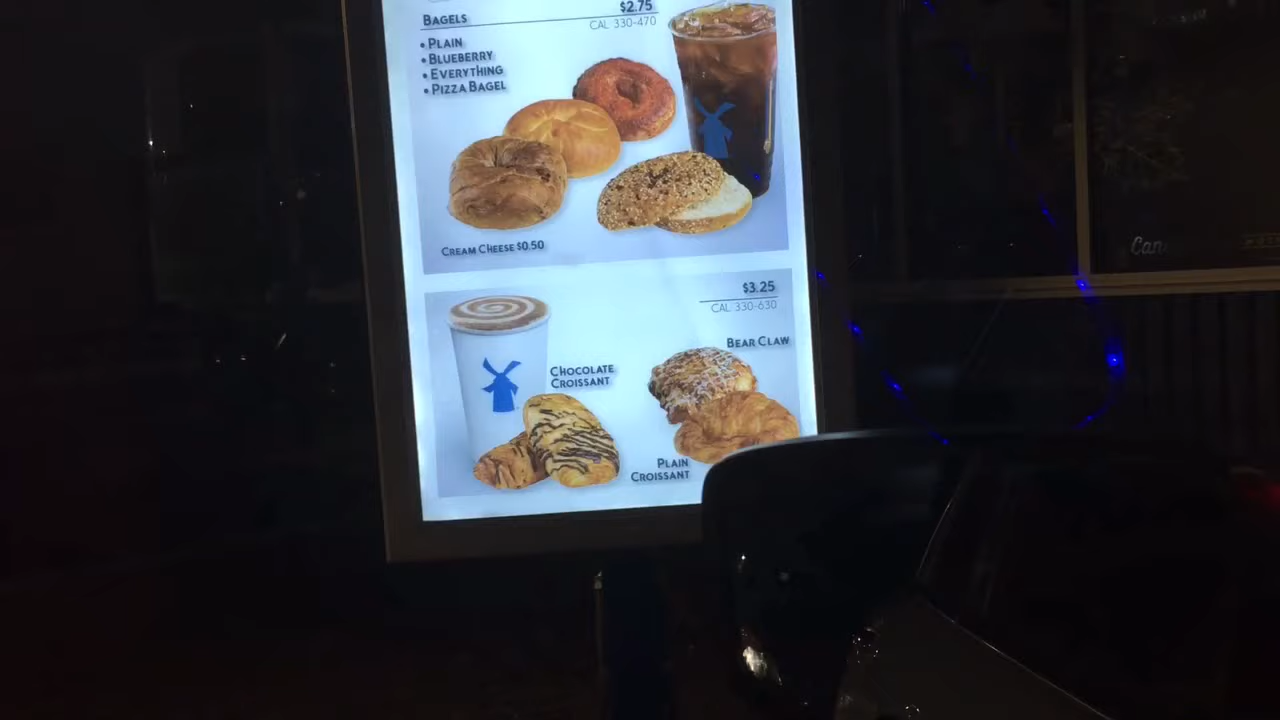 BAGELS $2.75
CAL 330-470
• PLAIN
• BLUEBERRY
• EVERYTHING
• PIZZA BAGEL
CREAM CHEESE $0.50
$3.25
CAL 330-630
BEAR CLAW
CHOCOLATE
CROISSANT
PLAIN
CROISSANT